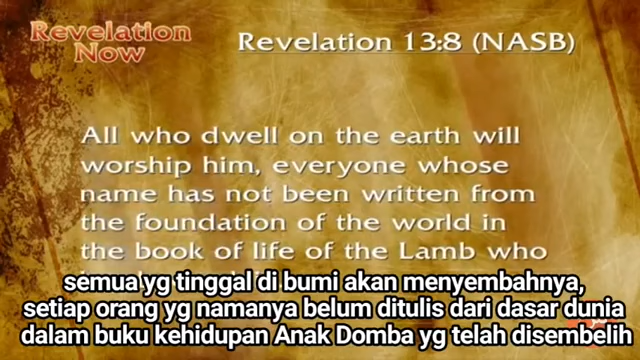 Revelation
Now
Revelation 13:8 (NASB)
All who dwell on the earth will
worship him, everyone whose
name has not been written from
the foundation of the world in
the book of life of the Lamb who
semua yg tinggal di bumi akan menyembahnya,
setiap orang yg namanya belum ditulis dari dasar dunia
dalam buku kehidupan Anak Domba yg telah disembelih